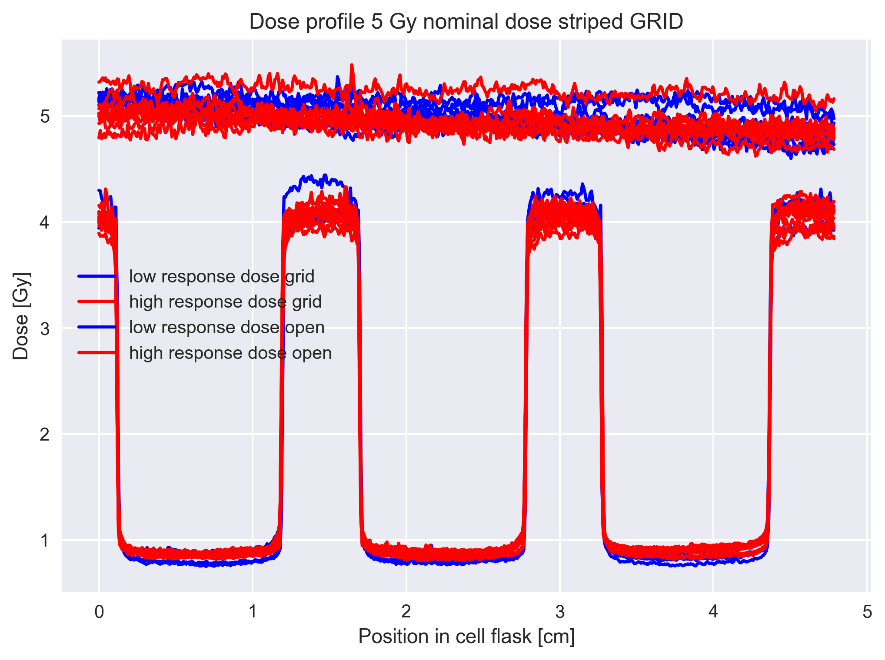 Dose profile 5 Gy nominal dose striped GRID
Dose [Gy]
5
4
3
2
1
low response dose grid
high response dose grid
low response dose open
high response dose open
0 1 2 3 4 5
Position in cell flask [cm]